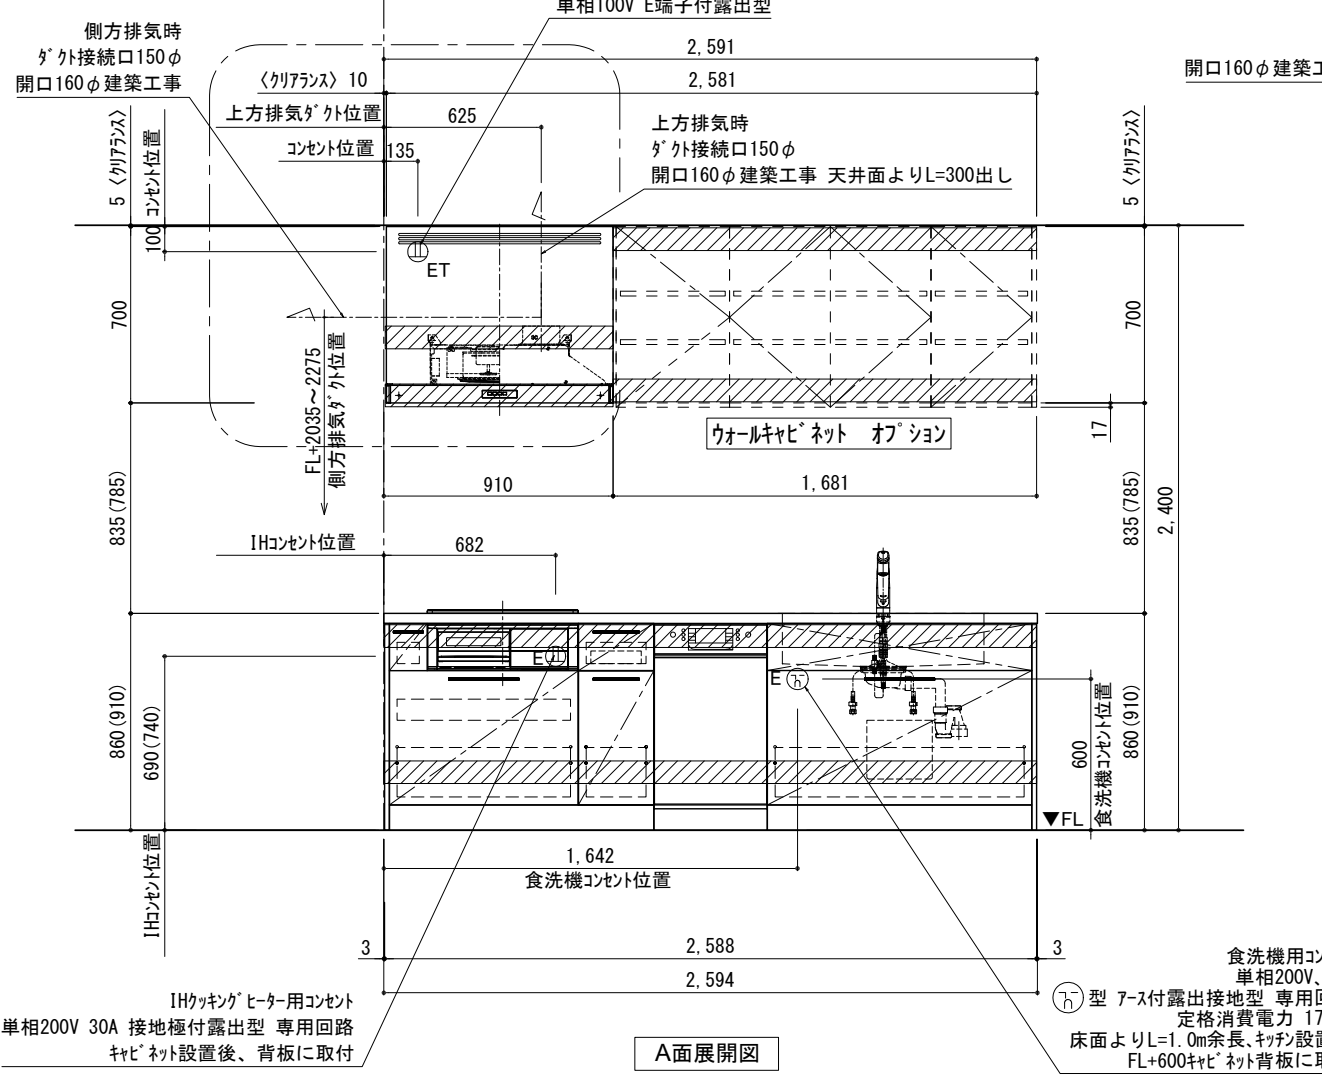 単相100V E端子付露出型
側方排気時
ﾀﾞｸﾄ接続口150φ
開口160φ建築工事
2,591
〈ｸﾘｱﾗﾝｽ〉 10
2,581
開口160φ建築工
上方排気ﾀﾞｸﾄ位置
625
ｺﾝｾﾝﾄ位置
135
上方排気時
ﾀﾞｸﾄ接続口150φ
開口160φ建築工事 天井面よりL=300出し
5 〈ｸﾘｱﾗﾝｽ〉
100
ｺﾝｾﾝﾄ位置
5 〈ｸﾘｱﾗﾝｽ〉
ET
700
700
FL+2035～2275
側方排気ﾀﾞｸﾄ位置
ｳｫｰﾙｷｬﾋﾞﾈｯﾄ ｵﾌﾟｼｮﾝ
17
910
1,681
835(785)
835(785)
2,400
IHｺﾝｾﾝﾄ位置
682
E
E
860(910)
690(740)
IHｺﾝｾﾝﾄ位置
600
食洗機ｺﾝｾﾝﾄ位置
860(910)
▼FL
1,642
食洗機ｺﾝｾﾝﾄ位置
3
2,588
3
2,594
IHｸｯｷﾝｸﾞﾋｰﾀｰ用ｺﾝｾﾝﾄ
単相200V 30A 接地極付露出型 専用回路
ｷｬﾋﾞﾈｯﾄ設置後、背板に取付
A面展開図
食洗機用ｺﾝ
単相200V、
型 ｱｰｽ付露出接地型 専用回
定格消費電力 17
床面よりL=1.0m余長、ｷｯﾁﾝ設置
FL+600ｷｬﾋﾞﾈｯﾄ背板に取